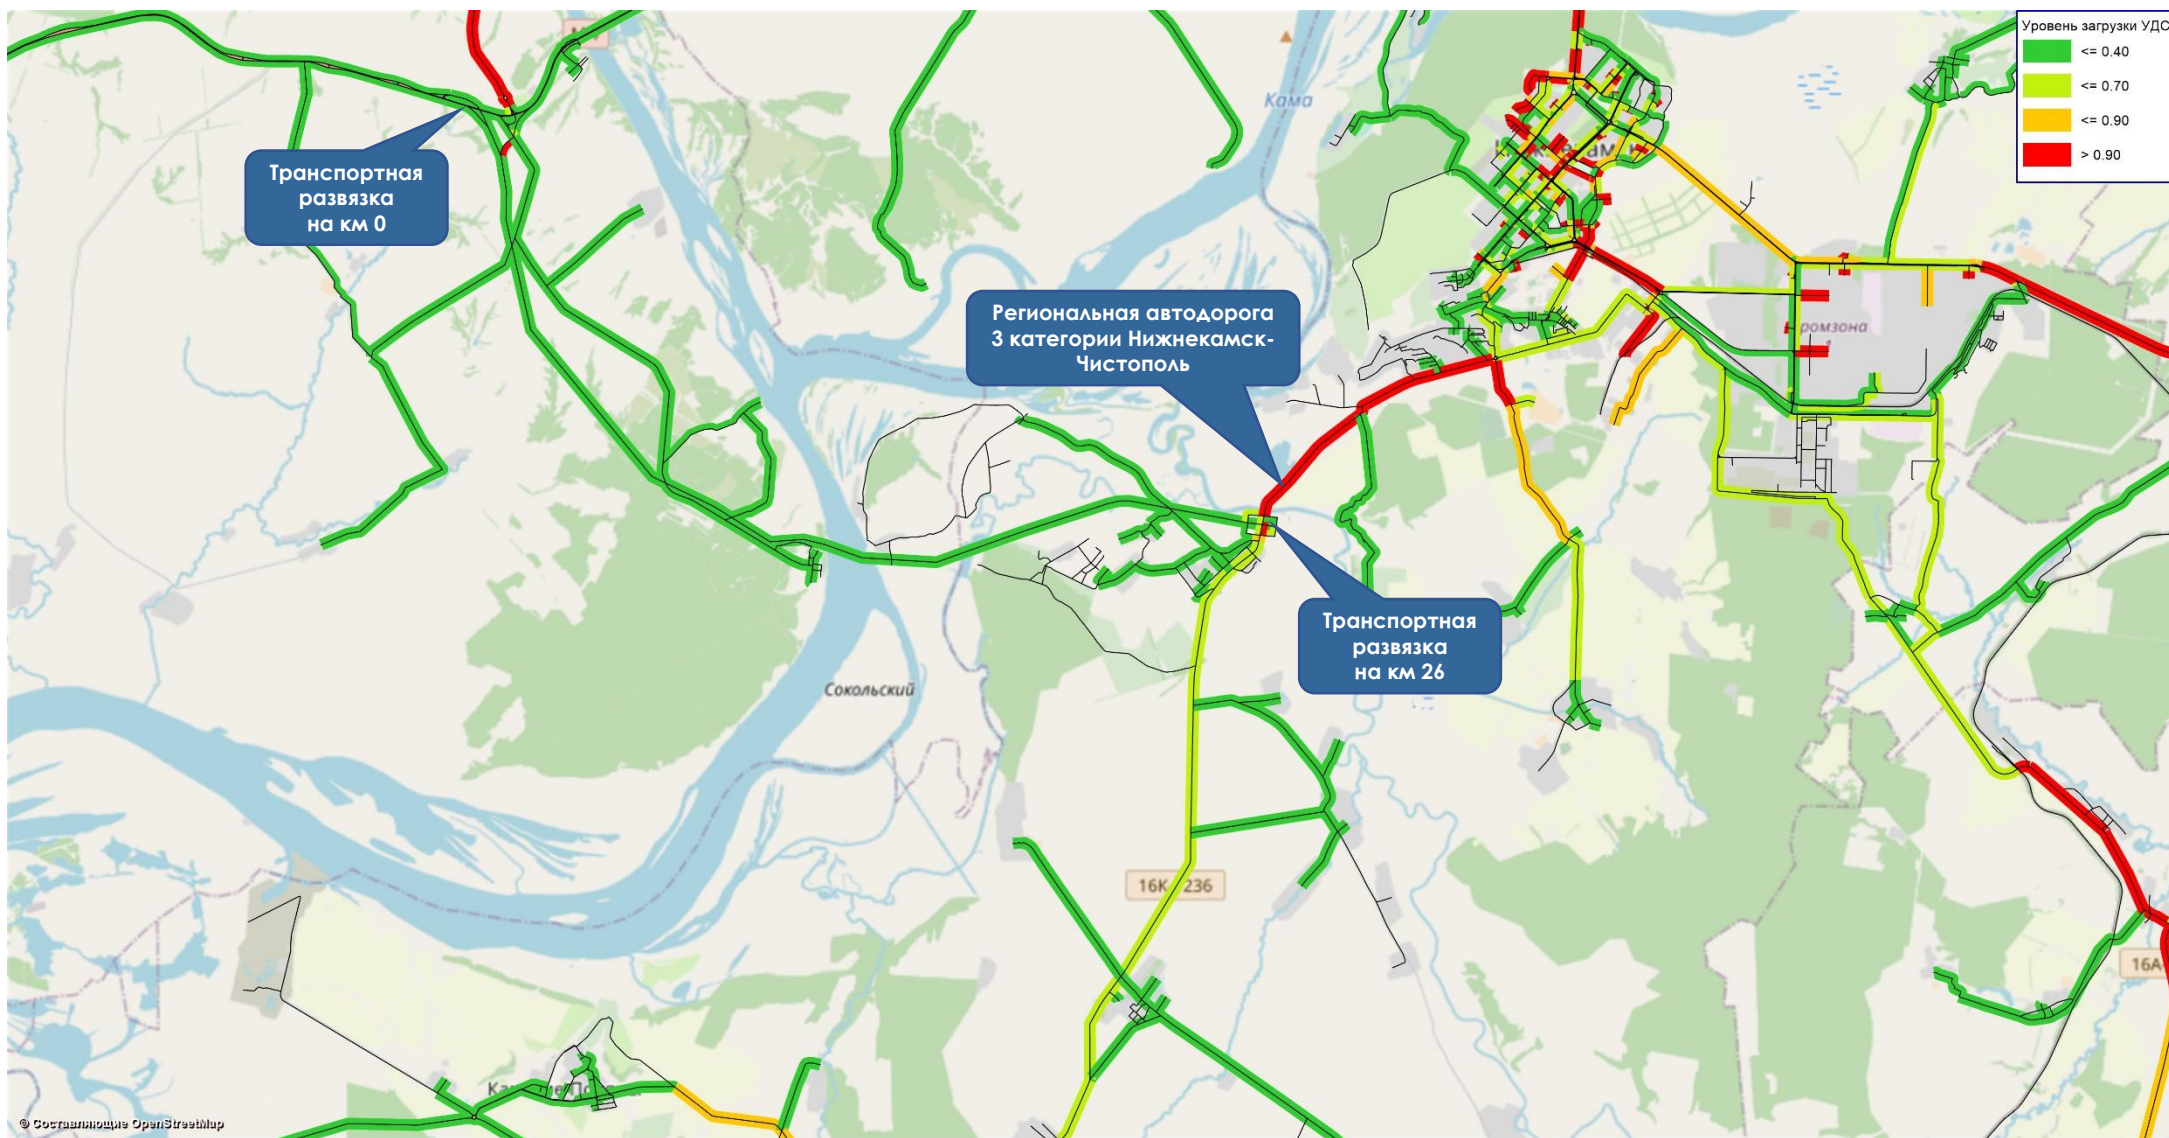 Уровень загрузки УДС
<= 0.40
<= 0.70
<= 0.90
> 0.90
Кама
Транспортная
развязка
на км 0
Региональная автодорога
3 категории Нижнекамск-
Чистополь
ромзона
Транспортная
развязка
на км 26
Сокольский
16К 236
16А
© Составляющие OpenStreetMap